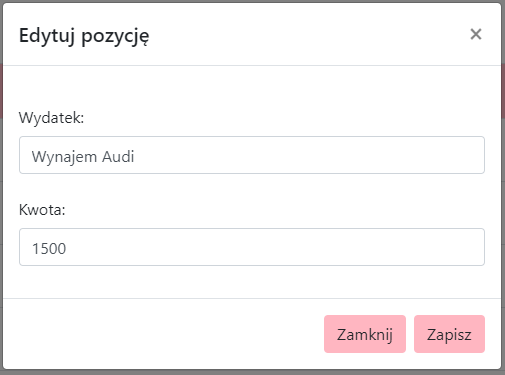 Edytuj pozycję
×
Wydatek:
Wynajem Audi
Kwota:
1500
Zamknij Zapisz